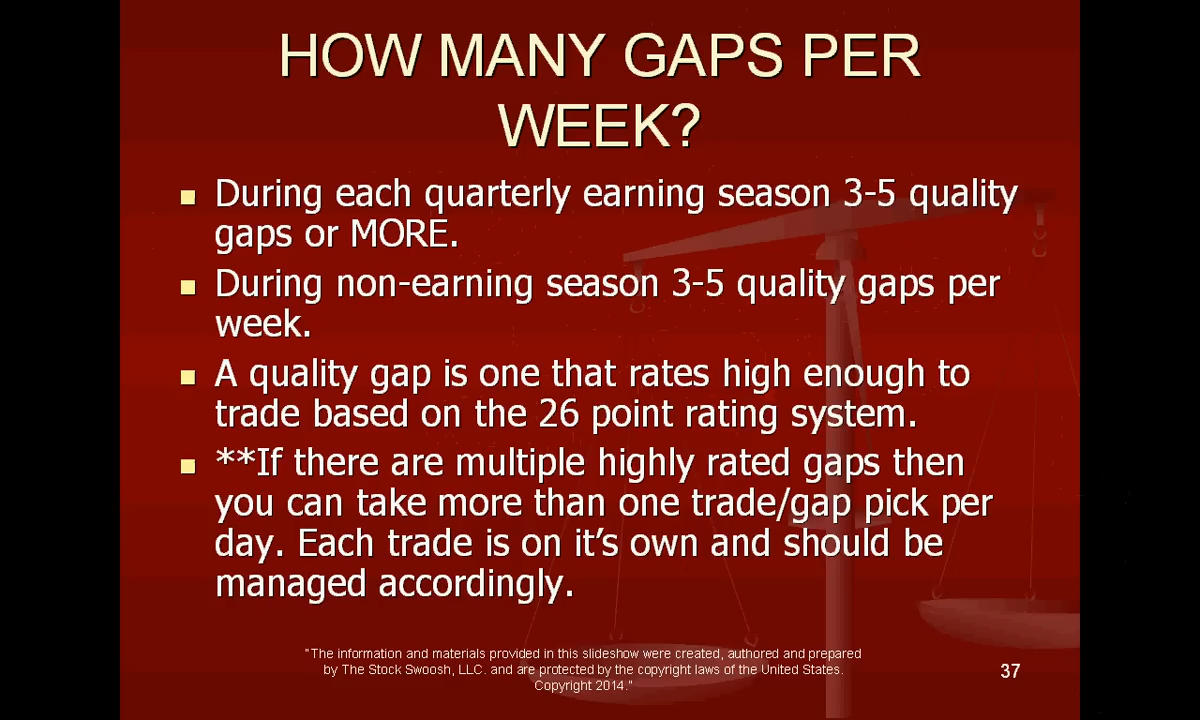 HOW MANY GAPS PER
WEEK?
During each quarterly earning season 3-5 quality
gaps or MORE.
During non-earning season 3-5 quality gaps per
week.
A quality gap is one that rates high enough to
trade based on the 26 point rating system.
**If there are multiple highly rated gaps then
you can take more than one trade/gap pick per
day. Each trade is on it’s own and should be
managed accordingly.
"The information and materials provided in this slideshow were created, authored and prepared
by The Stock Swoosh, LLC. and are protected by the copyright laws of the United States.
Copyright 2014."
37